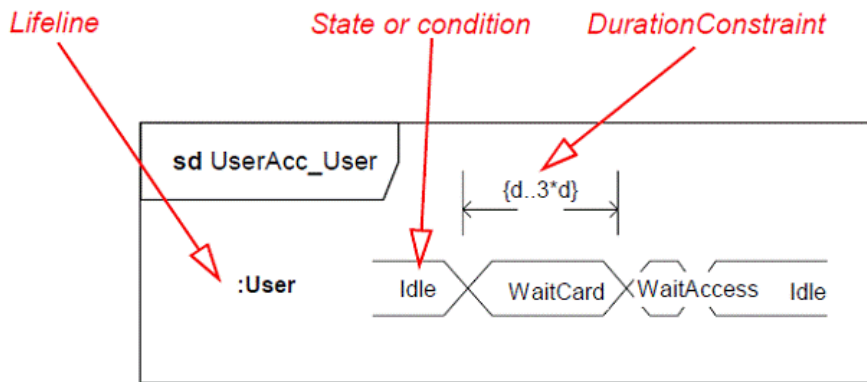 Lifeline State or condition DurationConstraint
sd UserAcc_User
{d..3*d}
:User Idle WaitCard WaitAccess Idle